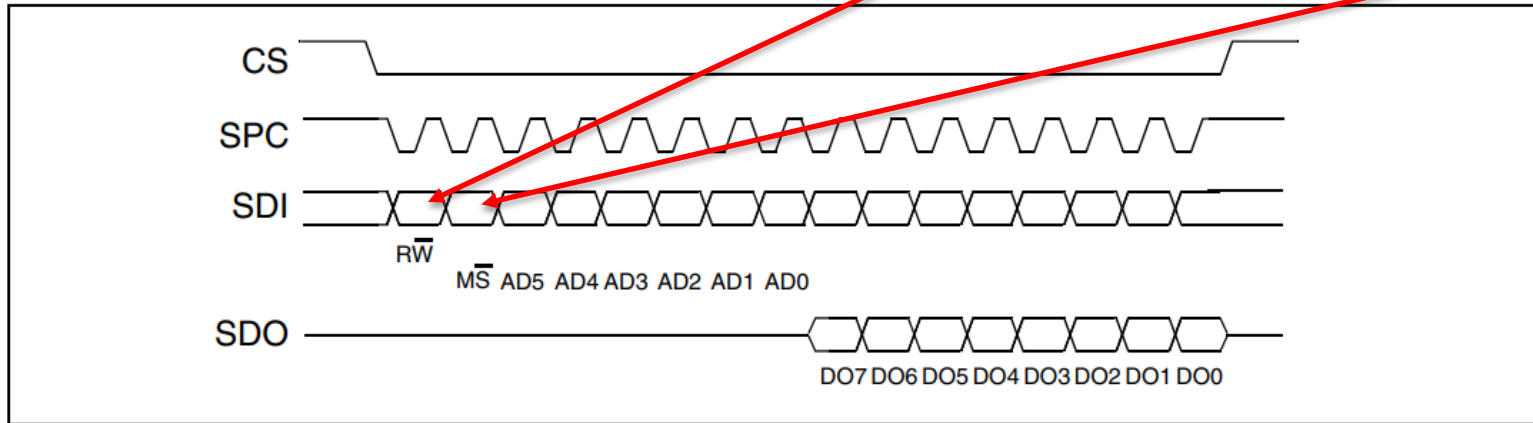 CS
SPC
SDI
RW̅
MS̅ AD5 AD4 AD3 AD2 AD1 AD0
SDO
DO7 DO6 DO5 DO4 DO3 DO2 DO1 DO0